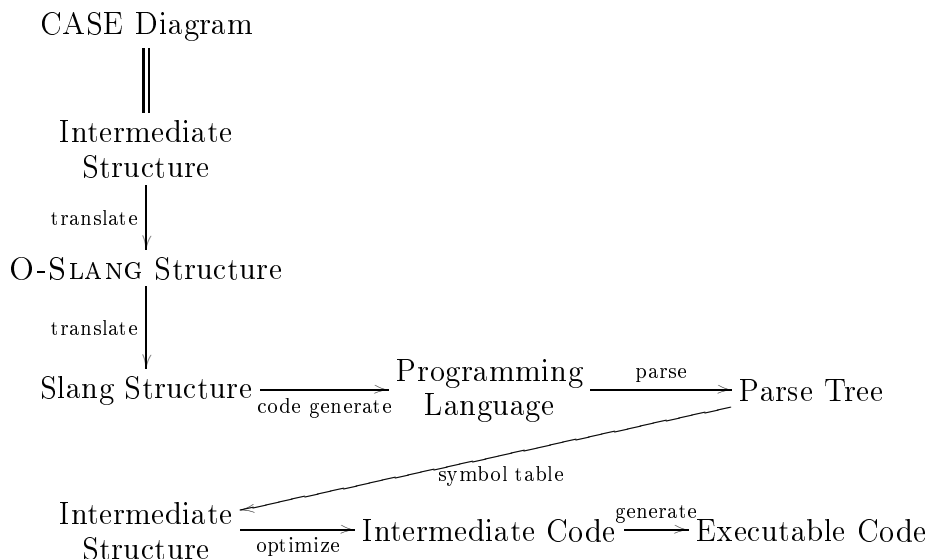 CASE Diagram
Intermediate
Structure
translate
O-SLANG Structure
translate
Slang Structure
code generate
Programming
Language
parse
Parse Tree
symbol table
Intermediate
Structure
optimize
Intermediate Code
generate
Executable Code